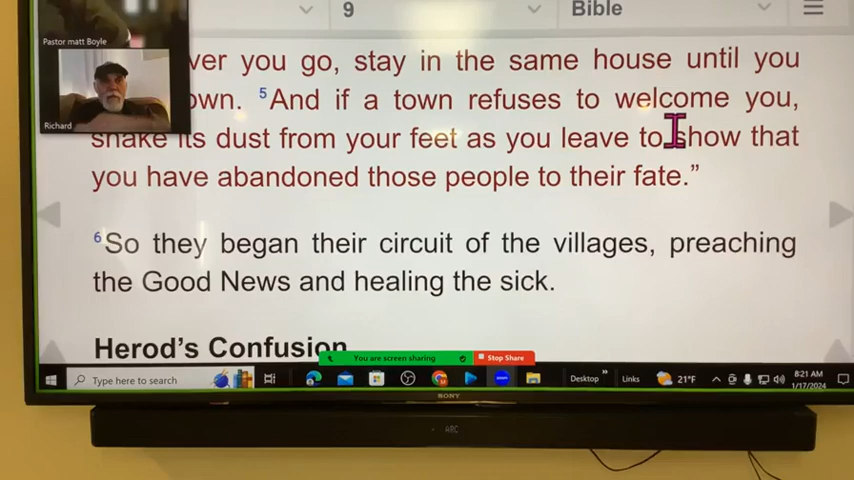 9
Bible
Pastor matt Boyle
Richard
ver you go, stay in the same house until you
own. 5And if a town refuses to welcome you,
shake its dust from your feet as you leave to show that
you have abandoned those people to their fate.”
6So they began their circuit of the villages, preaching
the Good News and healing the sick.
Herod’s Confusion
You are screen sharing
Stop Share
Type here to search
Desktop
Links
21°F
8:21 AM
1/17/2024
SONY
ARC